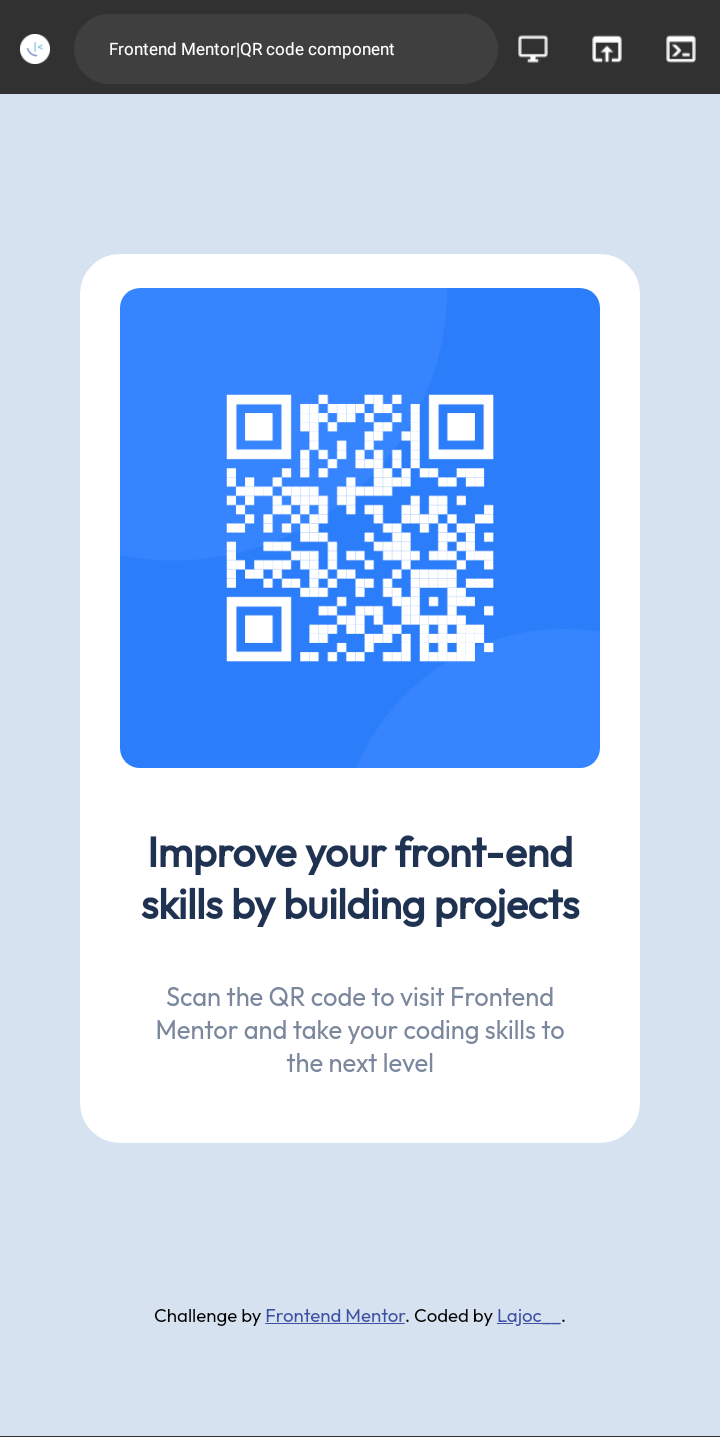 Frontend Mentor|QR code component
Improve your front-end
skills by building projects
Scan the QR code to visit Frontend
Mentor and take your coding skills to
the next level
Challenge by Frontend Mentor. Coded by Lajoc__.